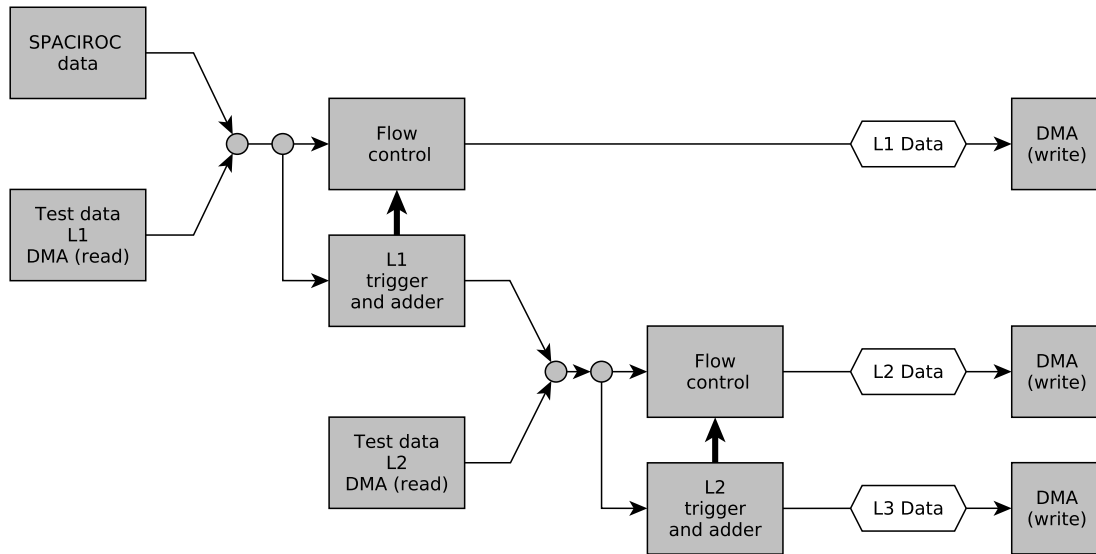 SPACIROC
data
Flow
control
L1 Data
DMA
(write)
Test data
L1
DMA (read)
L1
trigger
and adder
Flow
control
L2 Data
DMA
(write)
Test data
L2
DMA (read)
L2
trigger
and adder
L3 Data
DMA
(write)